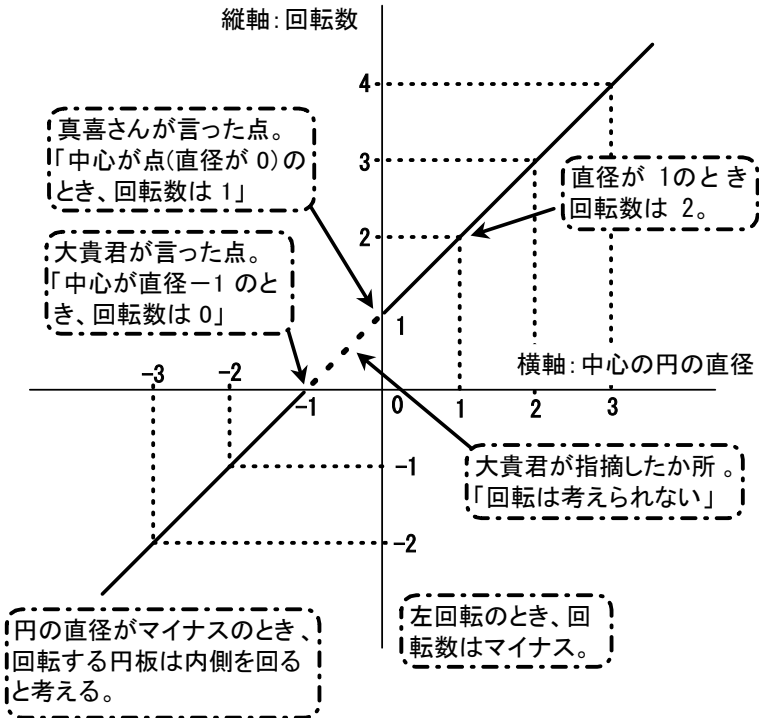 縦軸：回転数
4
真喜さんが言った点。
「中心が点(直径が 0)の
とき、回転数は 1」
3
直径が 1のとき
回転数は 2。
2
大貴君が言った点。
「中心が直径－1 のと
き、回転数は 0」
1
横軸：中心の円の直径
-3
-2
-1
0
1
2
3
-1
大貴君が指摘したか所 。
「回転は考えられない」
-2
円の直径がマイナスのとき、
回転する円板は内側を回る
と考える。
左回転のとき、回
転数はマイナス。